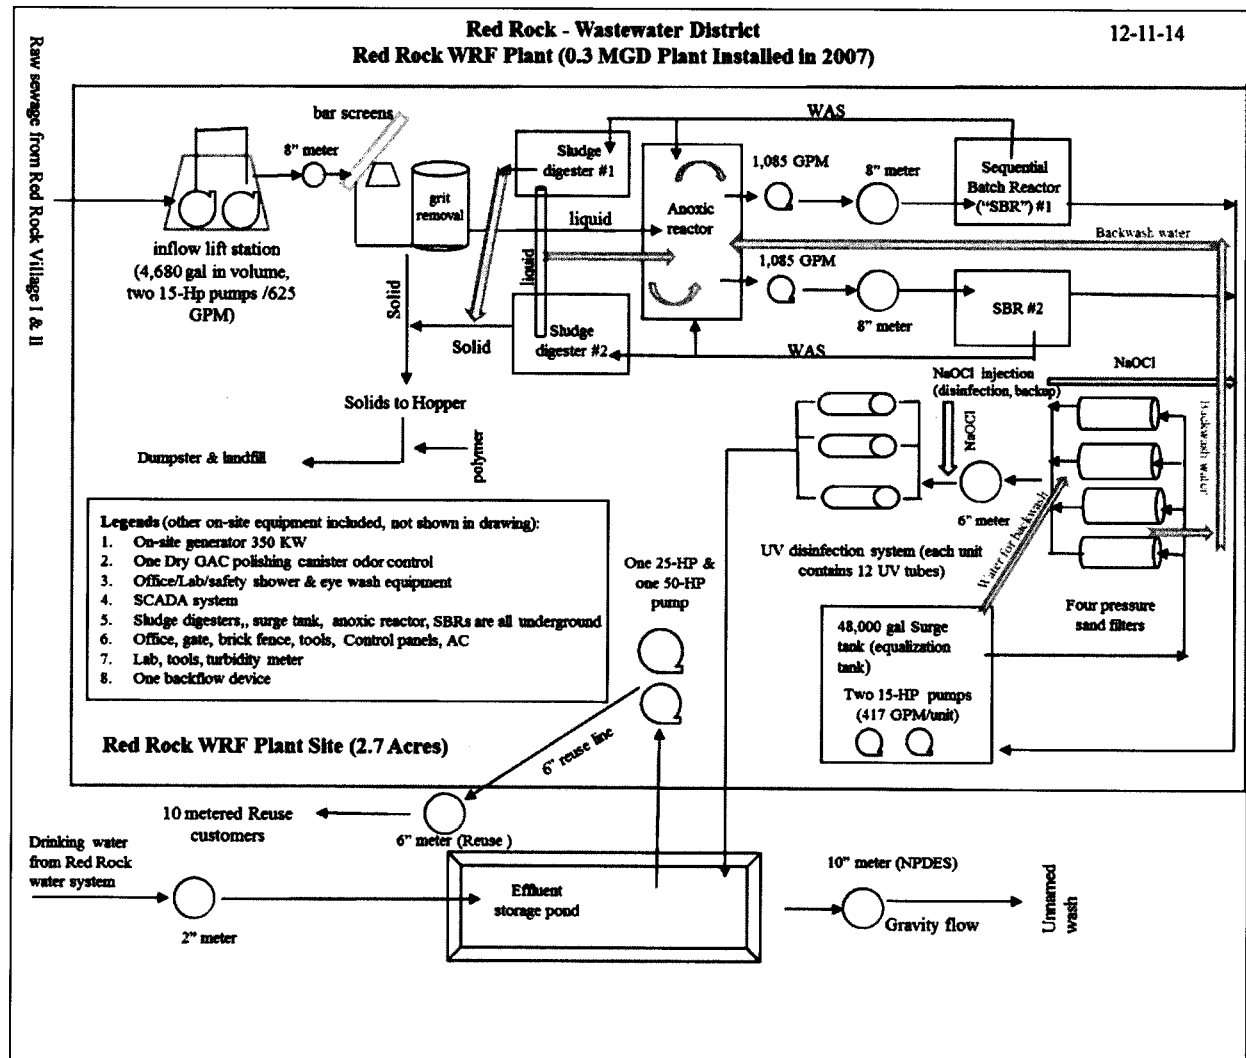 Red Rock - Wastewater District
12-11-14
Red Rock WRF Plant (0.3 MGD Plant Installed in 2007)
Raw sewage from Red Rock Village I & II
bar screens
8” meter
grit
removal
inflow lift station
(4,680 gal in volume,
two 15-Hp pumps /625
GPM)
Sludge
digester #1
liquid
liquid
Solid
Solid
Sludge
digester #2
WAS
Anoxic
reactor
1,085 GPM
8” meter
Sequential
Batch Reactor
(“SBR”) #1
Backwash water
1,085 GPM
8” meter
SBR #2
WAS
Solids to Hopper
Dumpster & landfill
polymer
NaOCl injection
(disinfection, backup)
NaOCl
NaOCl
Backwash water
6” meter
Water for backwash
UV disinfection system (each unit
contains 12 UV tubes)
Four pressure
sand filters
Legends (other on-site equipment included, not shown in drawing):
1. On-site generator 350 KW
2. One Dry GAC polishing canister odor control
3. Office/Lab/safety shower & eye wash equipment
4. SCADA system
5. Sludge digesters,, surge tank, anoxic reactor, SBRs are all underground
6. Office, gate, brick fence, tools, Control panels, AC
7. Lab, tools, turbidity meter
8. One backflow device
One 25-HP &
one 50-HP
pump
48,000 gal Surge
tank (equalization
tank)
Two 15-HP pumps
(417 GPM/unit)
Red Rock WRF Plant Site (2.7 Acres)
6” reuse line
10 metered Reuse
customers
6” meter (Reuse )
Drinking water
from Red Rock
water system
2” meter
Effluent
storage pond
10” meter (NPDES)
Gravity flow
Unnamed
wash